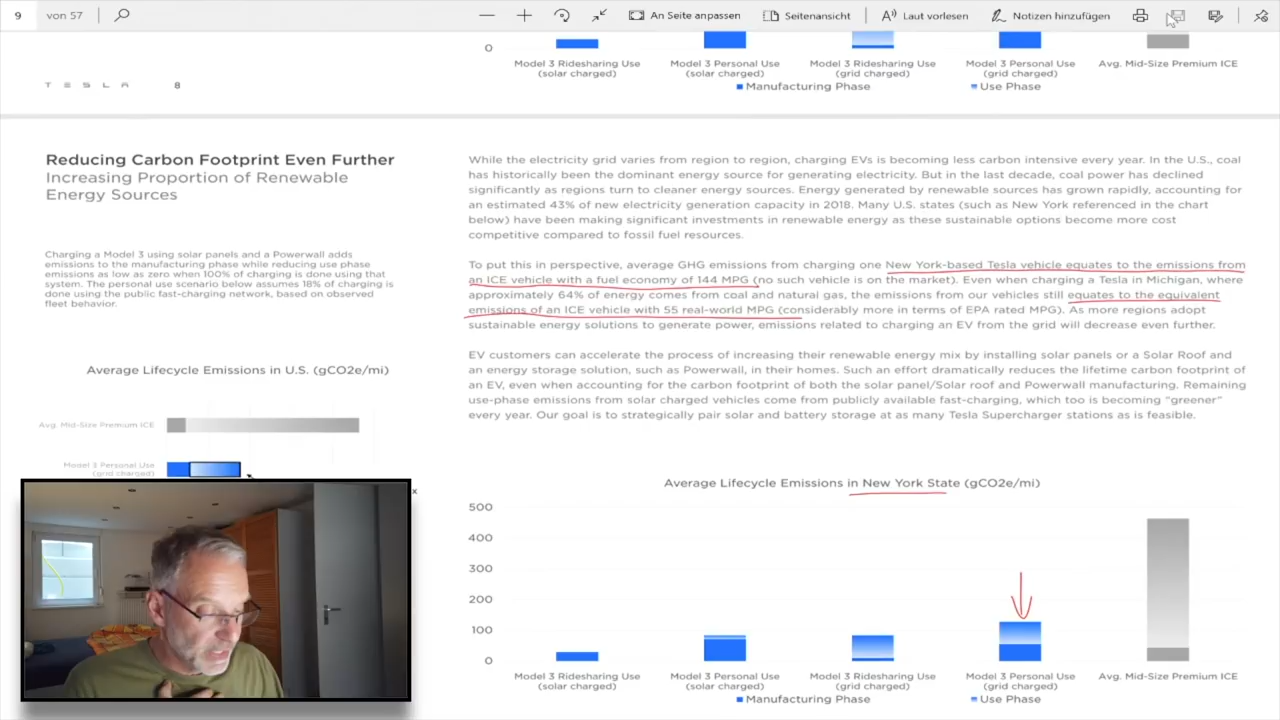 9 von 57 An Seite anpassen Seitenansicht Laut vorlesen Notizen hinzufügen
0
Model 3 Ridesharing Use
(solar charged)
Model 3 Personal Use
(solar charged)
Model 3 Ridesharing Use
(grid charged)
Model 3 Personal Use
(grid charged)
Avg. Mid-Size Premium ICE
Manufacturing Phase Use Phase
TESLA 8
Reducing Carbon Footprint Even Further
Increasing Proportion of Renewable
Energy Sources
Charging a Model 3 using solar panels and a Powerwall adds
emissions to the manufacturing phase while reducing use phase
emissions as low as zero when 100% of charging is done using that
system. The personal use scenario below assumes 18% of charging is
done using the public fast-charging network, based on observed
fleet behavior.
Average Lifecycle Emissions in U.S. (gCO2e/mi)
Avg. Mid-Size Premium ICE
Model 3 Personal Use
(grid charged)
x
While the electricity grid varies from region to region, charging EVs is becoming less carbon intensive every year. In the U.S., coal
has historically been the dominant energy source for generating electricity. But in the last decade, coal power has declined
significantly as regions turn to cleaner energy sources. Energy generated by renewable sources has grown rapidly, accounting for
an estimated 43% of new electricity generation capacity in 2018. Many U.S. states (such as New York referenced in the chart
below) have been making significant investments in renewable energy as these sustainable options become more cost
competitive compared to fossil fuel resources.
To put this in perspective, average GHG emissions from charging one New York-based Tesla vehicle equates to the emissions from
an ICE vehicle with a fuel economy of 144 MPG (no such vehicle is on the market). Even when charging a Tesla in Michigan, where
approximately 64% of energy comes from coal and natural gas, the emissions from our vehicles still equates to the equivalent
emissions of an ICE vehicle with 55 real-world MPG (considerably more in terms of EPA rated MPG). As more regions adopt
sustainable energy solutions to generate power, emissions related to charging an EV from the grid will decrease even further.
EV customers can accelerate the process of increasing their renewable energy mix by installing solar panels or a Solar Roof and
an energy storage solution, such as Powerwall, in their homes. Such an effort dramatically reduces the lifetime carbon footprint of
an EV, even when accounting for the carbon footprint of both the solar panel/Solar roof and Powerwall manufacturing. Remaining
use-phase emissions from solar charged vehicles come from publicly available fast-charging, which too is becoming “greener”
every year. Our goal is to strategically pair solar and battery storage at as many Tesla Supercharger stations as is feasible.
Average Lifecycle Emissions in New York State (gCO2e/mi)
500
400
300
200
100
0
Model 3 Ridesharing Use
(solar charged)
Model 3 Personal Use
(solar charged)
Model 3 Ridesharing Use
(grid charged)
Model 3 Personal Use
(grid charged)
Avg. Mid-Size Premium ICE
Manufacturing Phase Use Phase